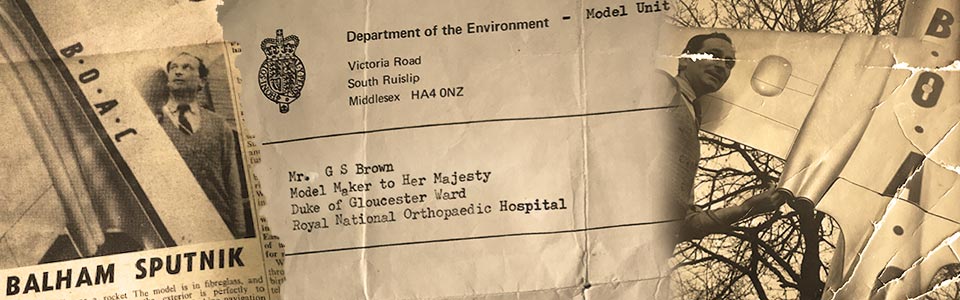 B·O·A·C
BALHAM SPUTNIK
rocket The model is in fibreglass, and
exterior is perfectly to
navigation
Department of the Environment - Model Unit
Victoria Road
South Ruislip
Middlesex HA4 0NZ
Mr. G S Brown
Model Maker to Her Majesty
Duke of Gloucester Ward
Royal National Orthopaedic Hospital
B·O